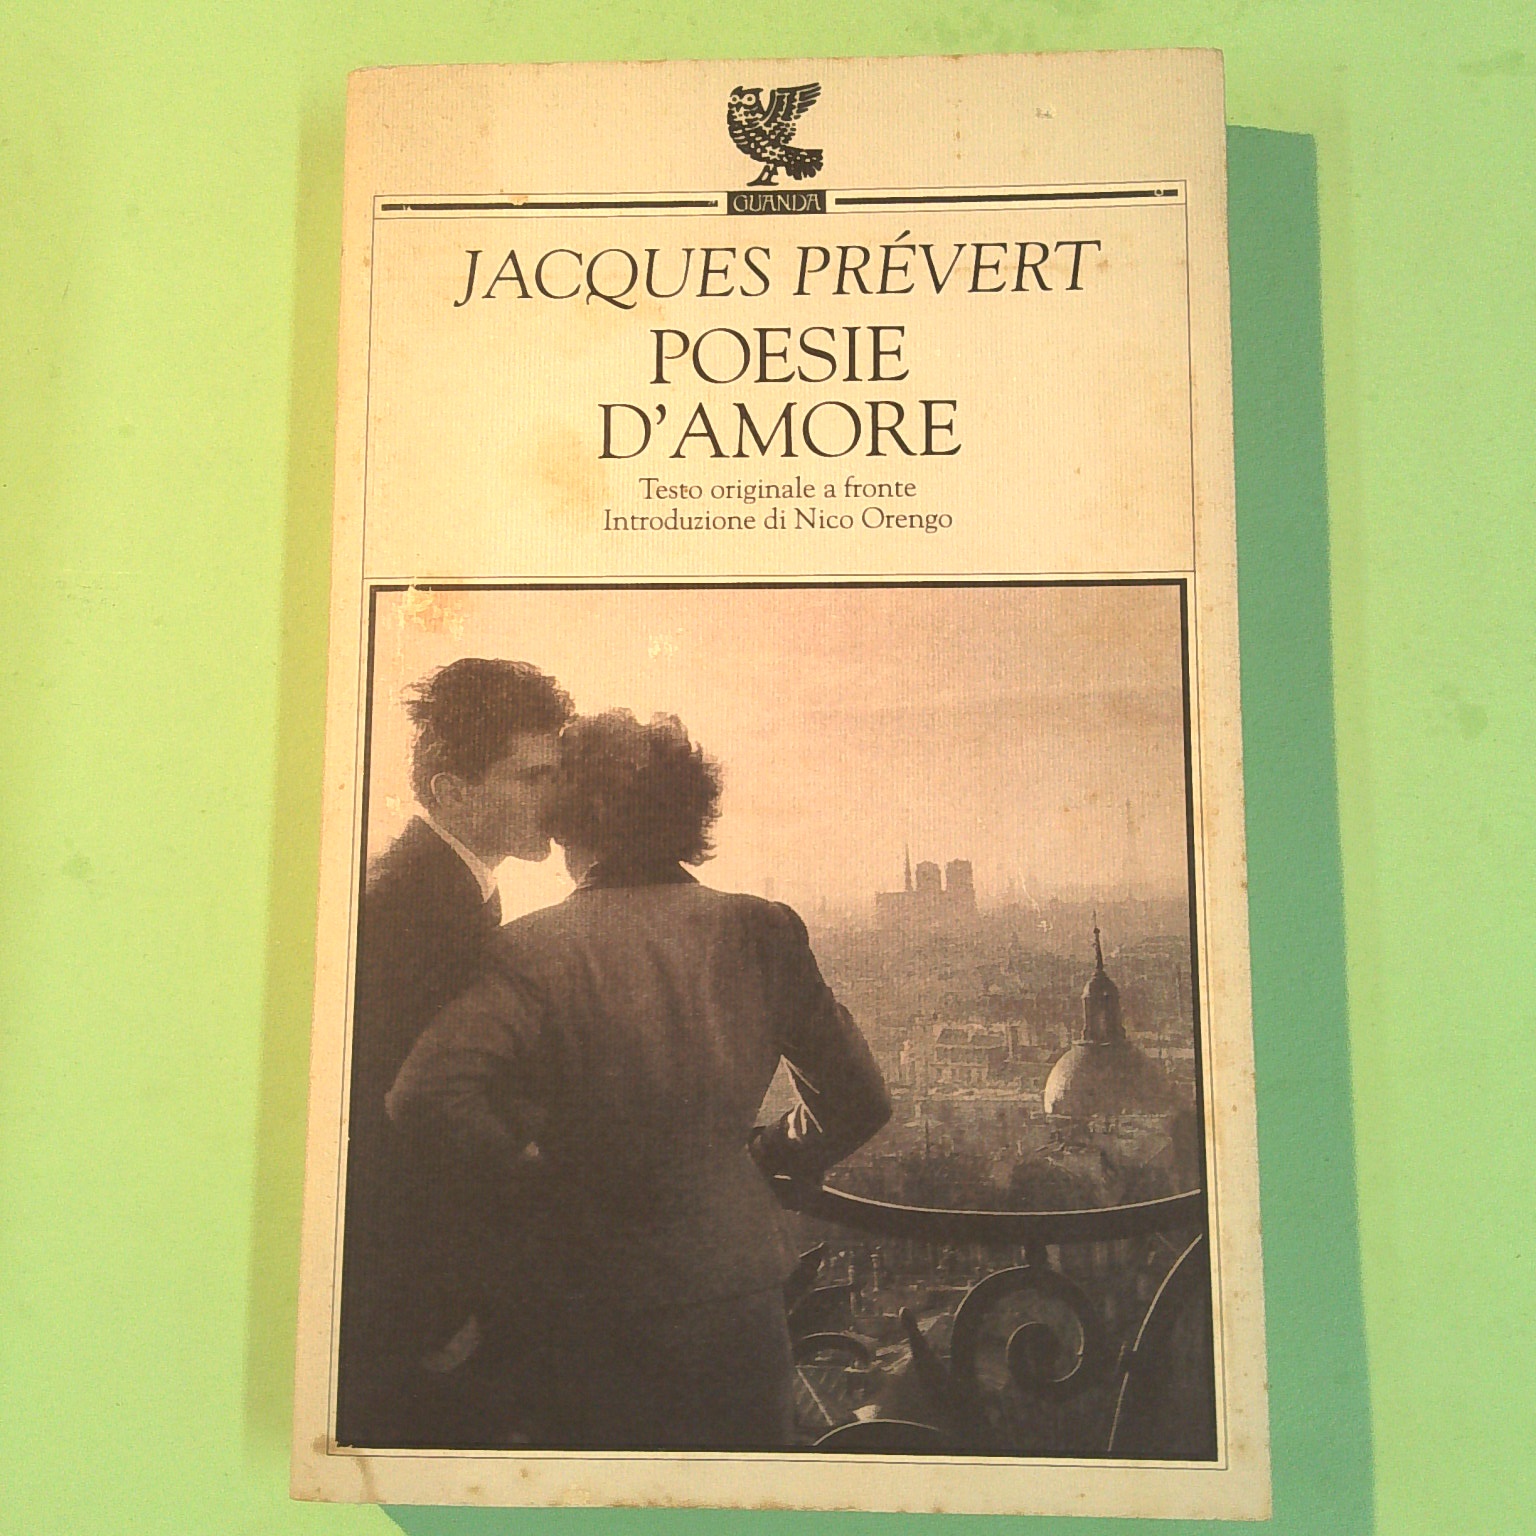 GUANDA
JACQUES PRÉVERT
POESIE
D'AMORE
Testo originale a fronte
Introduzione di Nico Orengo